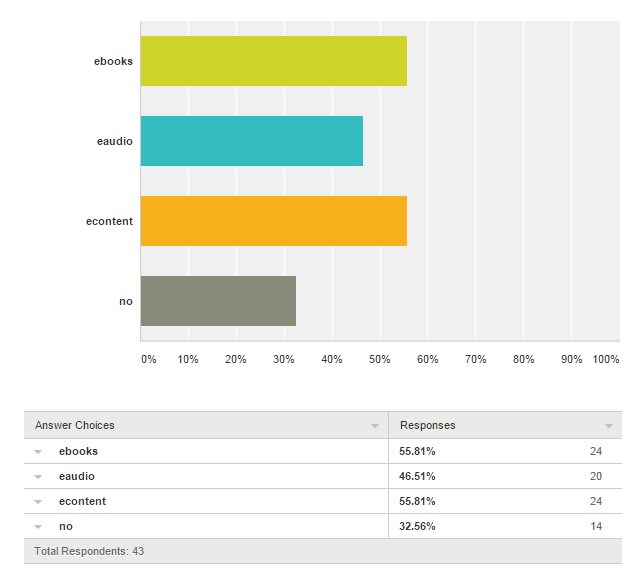 ebooks
eaudio
econtent
no
0% 10% 20% 30% 40% 50% 60% 70% 80% 90% 100%
Answer Choices Responses
ebooks 55.81% 24
eaudio 46.51% 20
econtent 55.81% 24
no 32.56% 14
Total Respondents: 43